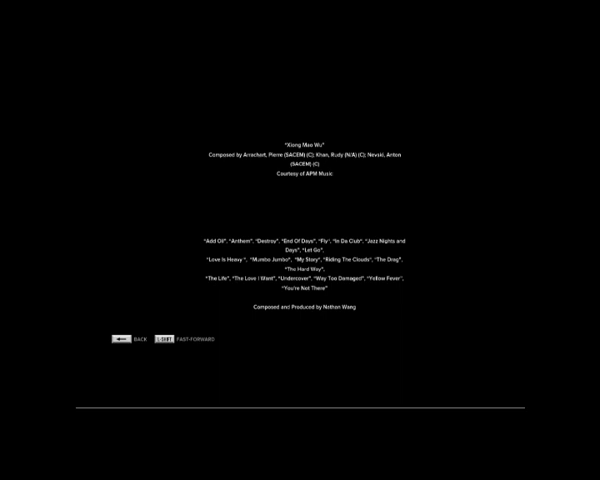 "Xiang Mao Wu"
Composed by Arrachart, Pierre (SACEM) (C); Khan, Rudy (N/A) (C); Nevski, Anton
(SACEM) (C)
Courtesy of APM Music
"Add Oil", "Anthem", "Destroy", "End Of Days", "Fly", "In Da Club", "Jazz Nights and
Days", "Let Go",
"Love Is Heavy ", "Mumbo Jumbo", "My Story", "Riding The Clouds", "The Drag",
"The Hard Way",
"The Life", "The Love I Want", "Undercover", "Way Too Damaged", "Yellow Fever",
"You're Not There"
Composed and Produced by Nathan Wang
BACK L-SHIFT FAST-FORWARD